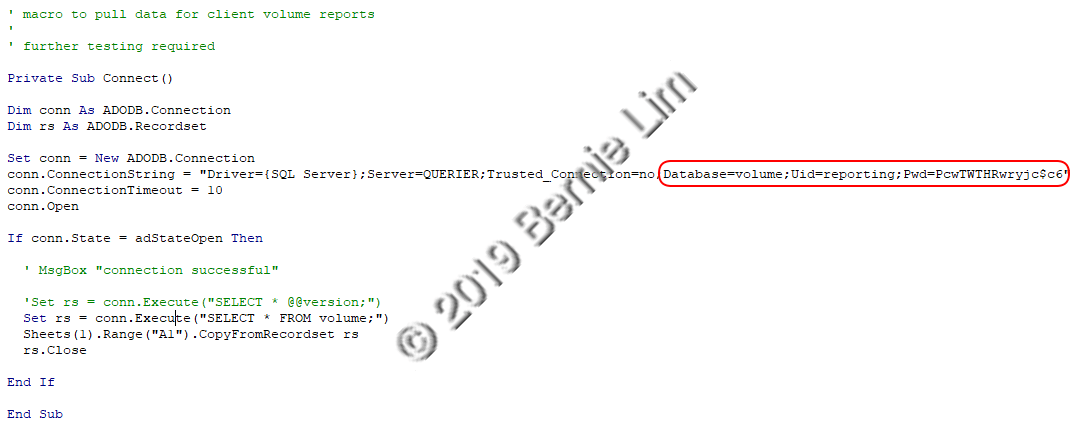 ' macro to pull data for client volume reports
'
' further testing required
Private Sub Connect()
Dim conn As ADODB.Connection
Dim rs As ADODB.Recordset
Set conn = New ADODB.Connection
conn.ConnectionString = "Driver={SQL Server};Server=QUERIER;Trusted_Connection=no;Database=volume;Uid=reporting;Pwd=PcwTWTHRwryjc$c6"
conn.ConnectionTimeout = 10
conn.Open
If conn.State = adStateOpen Then
' MsgBox "connection successful"
'Set rs = conn.Execute("SELECT * @@version;")
Set rs = conn.Execute("SELECT * FROM volume;")
Sheets(1).Range("A1").CopyFromRecordset rs
rs.Close
End If
End Sub
© 2019 Bernie Lim